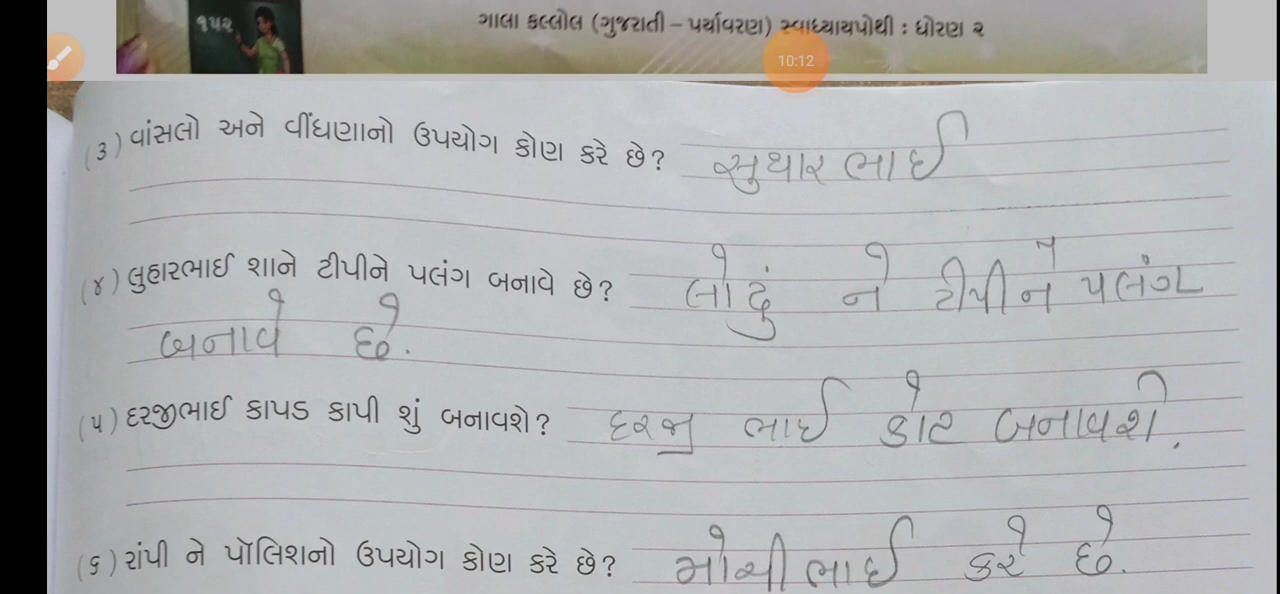 ૧૫૨
ગાલા કલ્લોલ (ગુજરાતી – પર્યાવરણ) સ્વાધ્યાયપોથી : ધોરણ ૨
10:12
(૩) વાંસલો અને વીંધણાનો ઉપયોગ કોણ કરે છે? સુથાર ભાઈ
(૪) લુહારભાઈ શાને ટીપીને પલંગ બનાવે છે? લોઢું ને ટીપીને પલંગ
બનાવે છે.
(૫) દરજીભાઈ કાપડ કાપી શું બનાવશે? દરજી ભાઈ કોટ બનાવશે.
(૬) રાંપી ને પૉલિશનો ઉપયોગ કોણ કરે છે? મોચીભાઈ કરે છે.